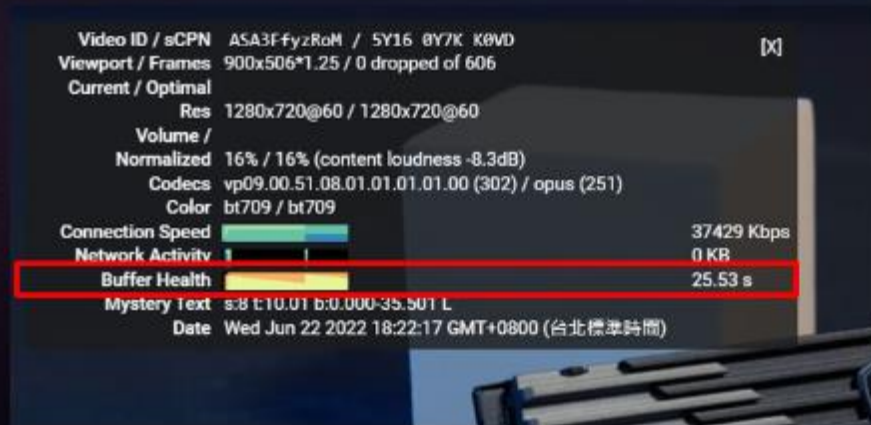 Video ID / sCPN ASA3FfyzRoM / 5Y16 0Y7K K0VD
Viewport / Frames 900x506*1.25 / 0 dropped of 606
Current / Optimal
Res 1280x720@60 / 1280x720@60
Volume /
Normalized 16% / 16% (content loudness -8.3dB)
Codecs vp09.00.51.08.01.01.01.01.00 (302) / opus (251)
Color bt709 / bt709
Connection Speed 37429 Kbps
Network Activity 0 KB
Buffer Health 25.53 s
Mystery Text s:8 t:10.01 b:0.000-35.501 L
Date Wed Jun 22 2022 18:22:17 GMT+0800 (台北標準時間)
[X]